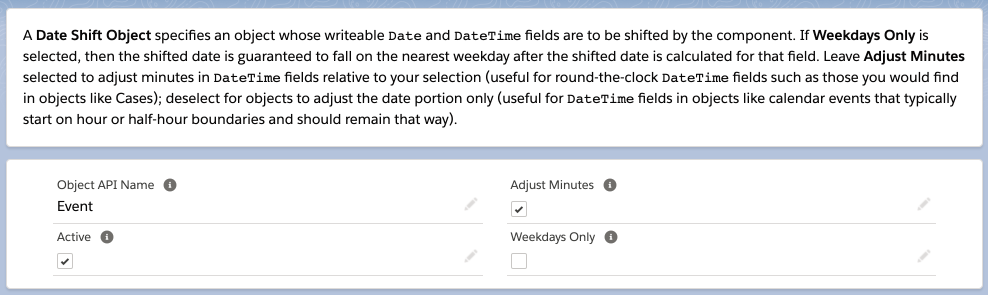 A Date Shift Object specifies an object whose writeable Date and DateTime fields are to be shifted by the component. If Weekdays Only is
selected, then the shifted date is guaranteed to fall on the nearest weekday after the shifted date is calculated for that field. Leave Adjust Minutes
selected to adjust minutes in DateTime fields relative to your selection (useful for round-the-clock DateTime fields such as those you would find
in objects like Cases); deselect for objects to adjust the date portion only (useful for DateTime fields in objects like calendar events that typically
start on hour or half-hour boundaries and should remain that way).
Object API Name
Event
Adjust Minutes
Active
Weekdays Only